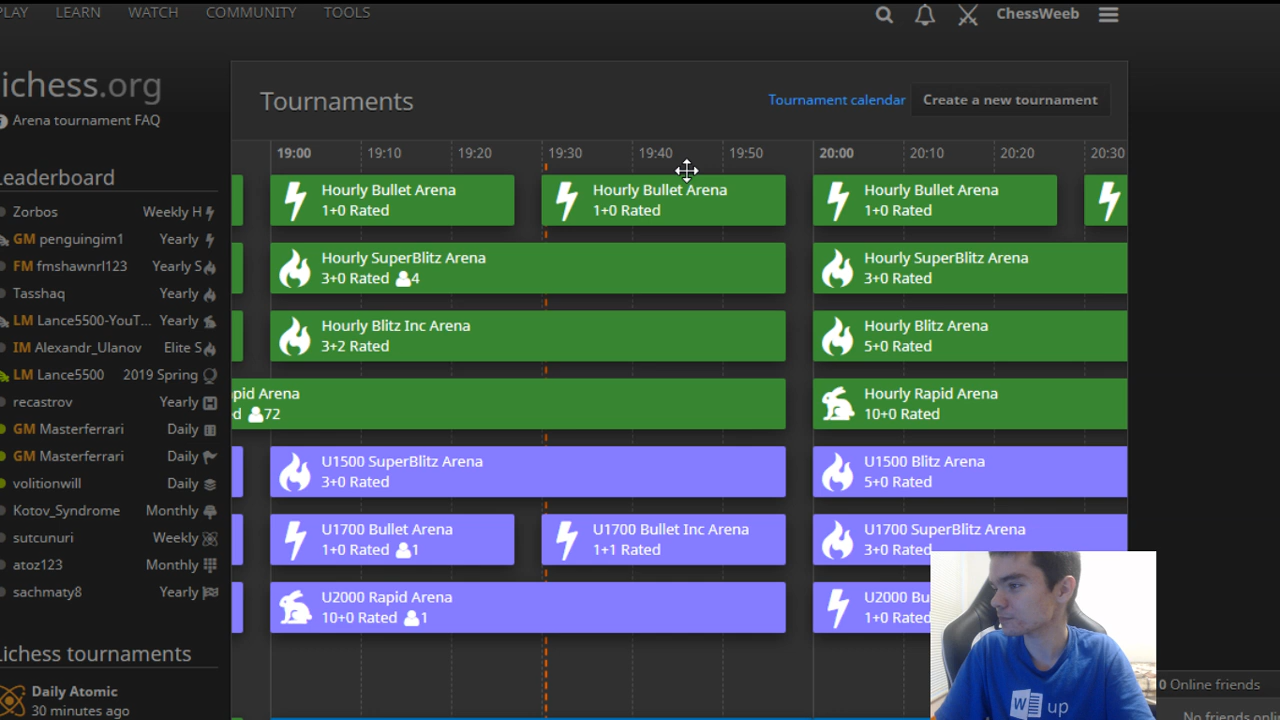 PLAY LEARN WATCH COMMUNITY TOOLS ChessWeeb
lichess.org
Arena tournament FAQ
Tournaments
Tournament calendar
Create a new tournament
19:00 19:10 19:20 19:30 19:40 19:50 20:00 20:10 20:20 20:30
Hourly Bullet Arena
1+0 Rated
Hourly Bullet Arena
1+0 Rated
Hourly Bullet Arena
1+0 Rated
Hourly SuperBlitz Arena
3+0 Rated 4
Hourly SuperBlitz Arena
3+0 Rated
Hourly Blitz Inc Arena
3+2 Rated
Hourly Blitz Arena
5+0 Rated
pid Arena
d 72
Hourly Rapid Arena
10+0 Rated
U1500 SuperBlitz Arena
3+0 Rated
U1500 Blitz Arena
5+0 Rated
U1700 Bullet Arena
1+0 Rated 1
U1700 Bullet Inc Arena
1+1 Rated
U1700 SuperBlitz Arena
3+0 Rated
U2000 Rapid Arena
10+0 Rated 1
U2000 Bu
1+0 Rated
Leaderboard
Zorbos Weekly H
GM penguingim1 Yearly
FM fmshawnrl123 Yearly S
Tasshaq Yearly
LM Lance5500-YouT... Yearly
IM Alexandr_Ulanov Elite S
LM Lance5500 2019 Spring
recastrov Yearly
GM Masterferrari Daily
GM Masterferrari Daily
volitionwill Daily
Kotov_Syndrome Monthly
sutcunuri Weekly
atoz123 Monthly
sachmaty8 Yearly
Lichess tournaments
Daily Atomic
30 minutes ago
W up
0 Online friends
No friends onli